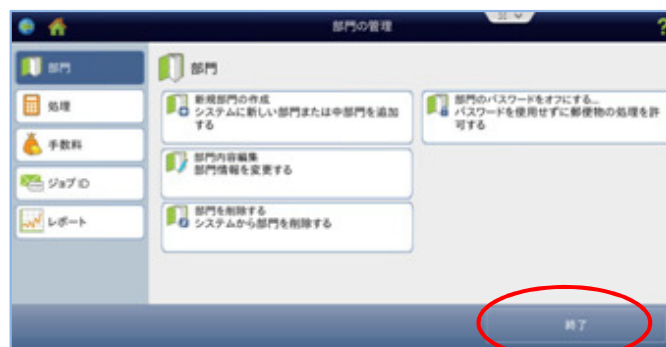 部門の管理
?
部門
処理
手数料
ジョブ ID
レポート
部門
新規部門の作成
システムに新しい部門または中部門を追加
する
部門のパスワードをオフにする...
パスワードを使用せずに郵便物の処理を許
可する
部門内容編集
部門情報を変更する
部門を削除する
システムから部門を削除する
終了